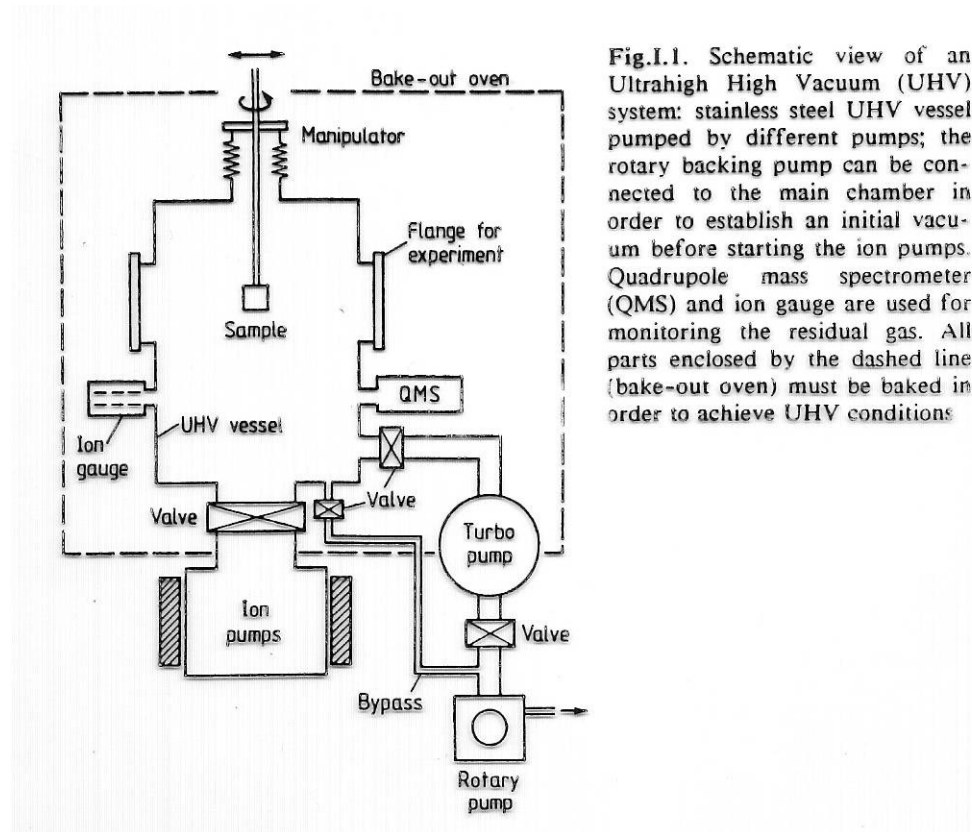 Bake-out oven
Manipulator
Flange for
experiment
Sample
QMS
Ion
gauge
UHV vessel
Valve
Valve
Turbo
pump
Ion
pumps
Valve
Bypass
Rotary
pump
Fig.I.1. Schematic view of an
Ultrahigh High Vacuum (UHV)
system: stainless steel UHV vessel
pumped by different pumps; the
rotary backing pump can be con-
nected to the main chamber in
order to establish an initial vacu-
um before starting the ion pumps.
Quadrupole mass spectrometer
(QMS) and ion gauge are used for
monitoring the residual gas. All
parts enclosed by the dashed line
(bake-out oven) must be baked in
order to achieve UHV conditions